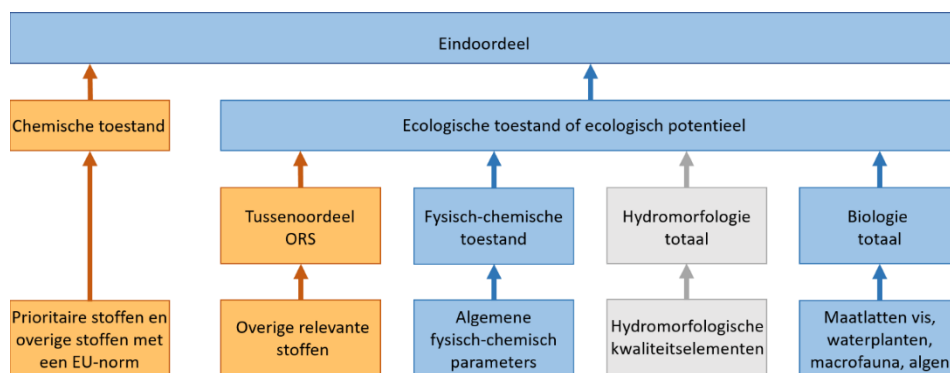 Eindoordeel
Chemische toestand
Ecologische toestand of ecologisch potentieel
Tussenoordeel
ORS
Fysisch-chemische
toestand
Hydromorfologie
totaal
Biologie
totaal
Prioritaire stoffen en
overige stoffen met
een EU-norm
Overige relevante
stoffen
Algemene
fysisch-chemisch
parameters
Hydromorfologische
kwaliteitselementen
Maatlatten vis,
waterplanten,
macrofauna, algen